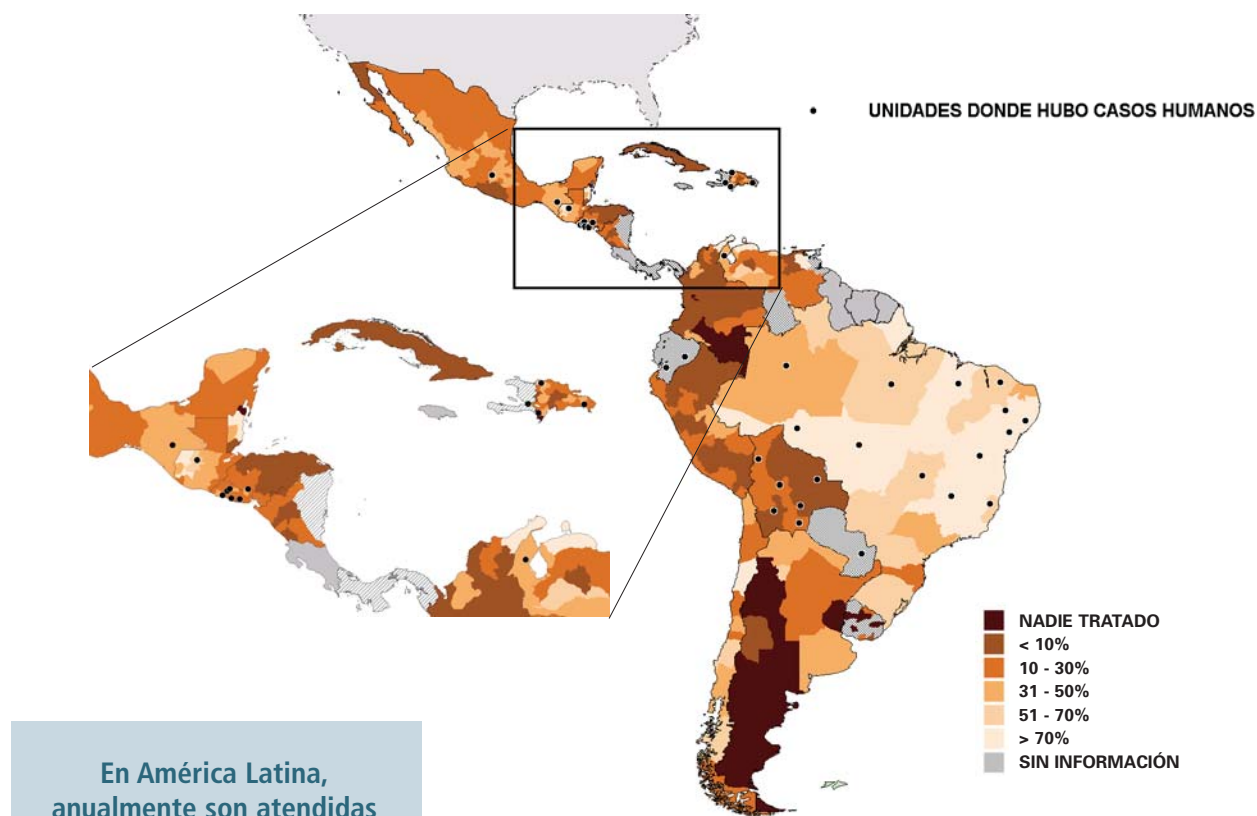 UNIDADES DONDE HUBO CASOS HUMANOS
NADIE TRATADO
< 10%
10 - 30%
31 - 50%
51 - 70%
> 70%
SIN INFORMACIÓN
En América Latina,
anualmente son atendidas